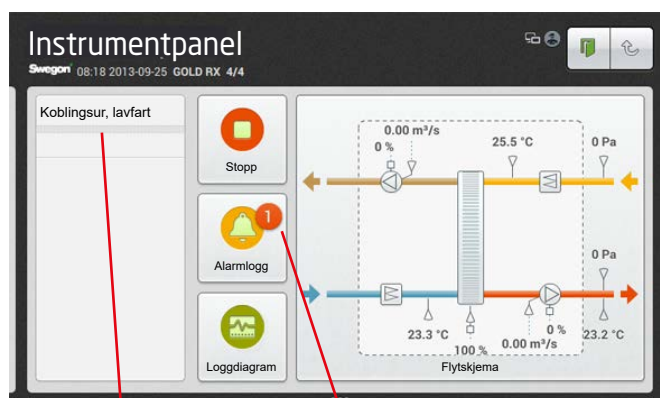 Instrumentpanel
Swegon 08:18 2013-09-25 GOLD RX 4/4
Koblingsur, lavfart
Stopp
1
Alarmlogg
Loggdiagram
0.00 m³/s
0 %
25.5 °C
0 Pa
0 Pa
23.3 °C
100 %
0.00 m³/s
0 %
23.2 °C
Flytskjema